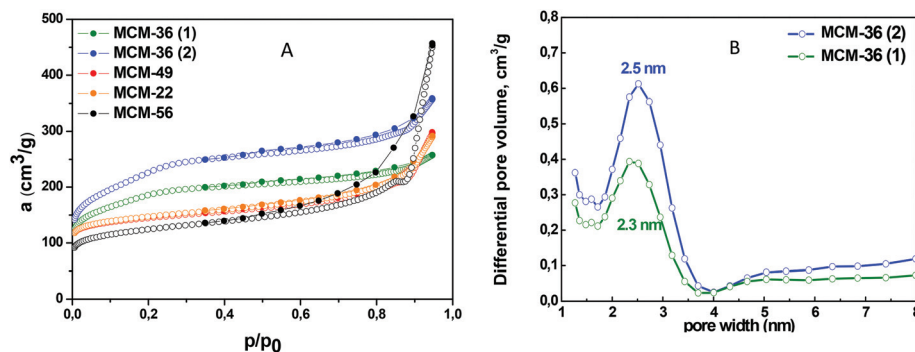 500
400
300
200
100
0
a (cm³/g)
MCM-36 (1)
MCM-36 (2)
MCM-49
MCM-22
MCM-56
A
0,0 0,2 0,4 0,6 0,8 1,0
p/p0
0,8
0,7
0,6
0,5
0,4
0,3
0,2
0,1
0,0
Differential pore volume, cm³/g
B
MCM-36 (2)
MCM-36 (1)
2.5 nm
2.3 nm
1 2 3 4 5 6 7 8
pore width (nm)